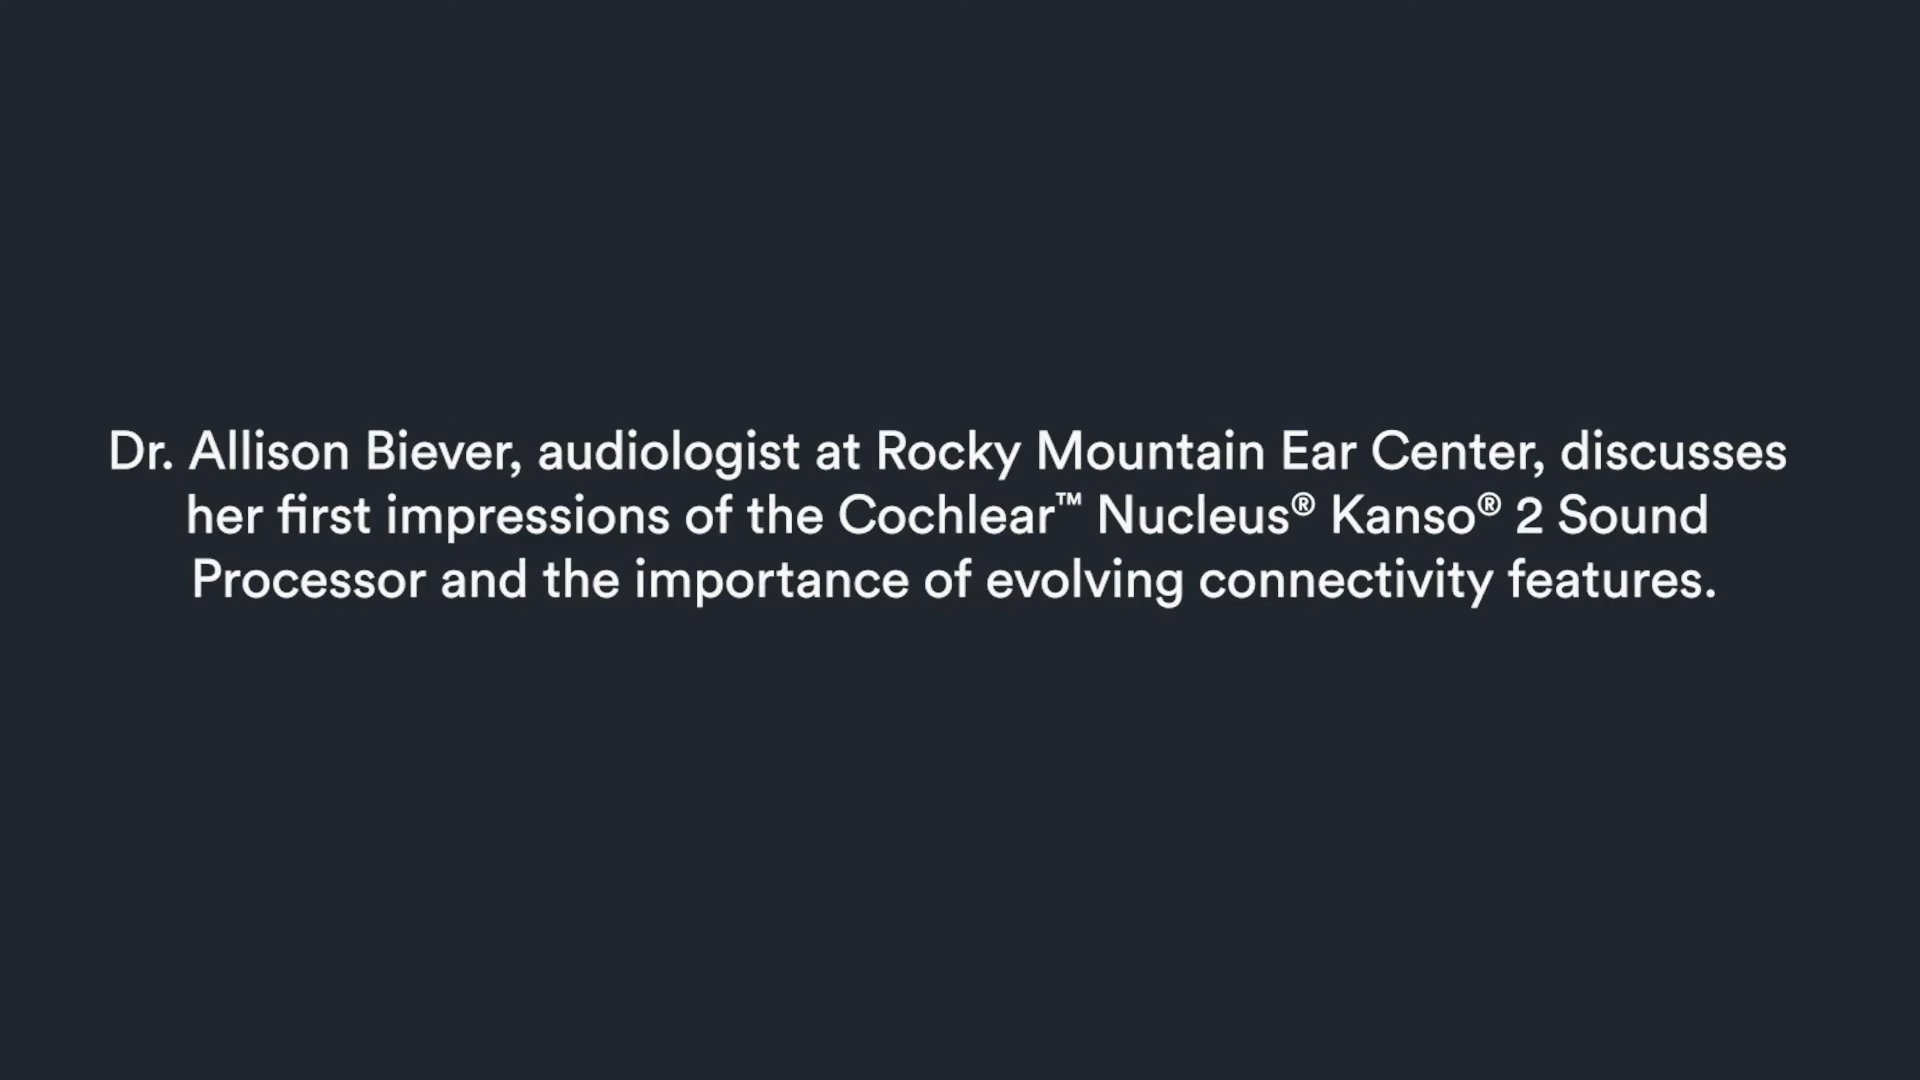 Dr. Allison Biever, audiologist at Rocky Mountain Ear Center, discusses
her first impressions of the Cochlear™ Nucleus® Kanso® 2 Sound
Processor and the importance of evolving connectivity features.